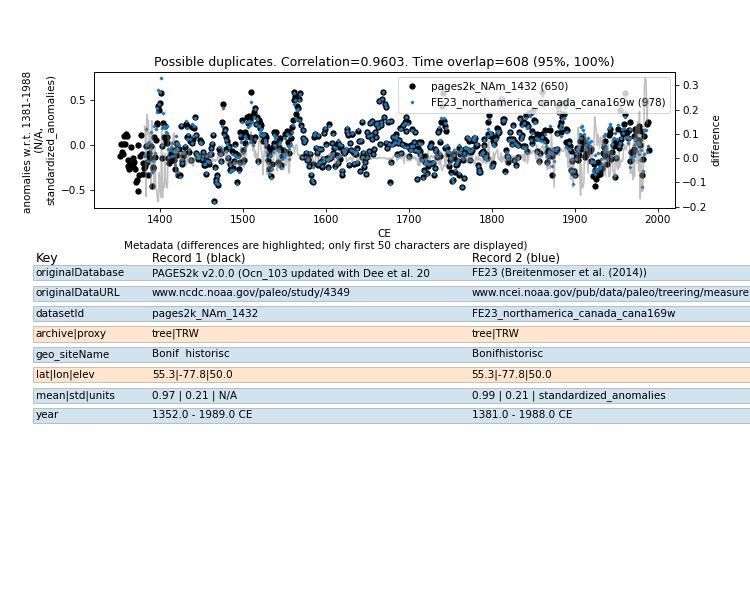 Possible duplicates. Correlation=0.9603. Time overlap=608 (95%, 100%)
anomalies w.r.t. 1381-1988
(N/A,
standardized_anomalies)
0.5
0.0
−0.5
pages2k_NAm_1432 (650)
FE23_northamerica_canada_cana169w (978)
0.3
0.2
0.1
0.0
−0.1
−0.2
difference
1400 1500 1600 1700 1800 1900 2000
CE
Metadata (differences are highlighted; only first 50 characters are displayed)
Key Record 1 (black) Record 2 (blue)
originalDatabase PAGES2k v2.0.0 (Ocn_103 updated with Dee et al. 20 FE23 (Breitenmoser et al. (2014))
originalDataURL www.ncdc.noaa.gov/paleo/study/4349 www.ncei.noaa.gov/pub/data/paleo/treering/measure
datasetId pages2k_NAm_1432 FE23_northamerica_canada_cana169w
archive|proxy tree|TRW tree|TRW
geo_siteName Bonif  historisc Bonifhistorisc
lat|lon|elev 55.3|-77.8|50.0 55.3|-77.8|50.0
mean|std|units 0.97 | 0.21 | N/A 0.99 | 0.21 | standardized_anomalies
year 1352.0 - 1989.0 CE 1381.0 - 1988.0 CE